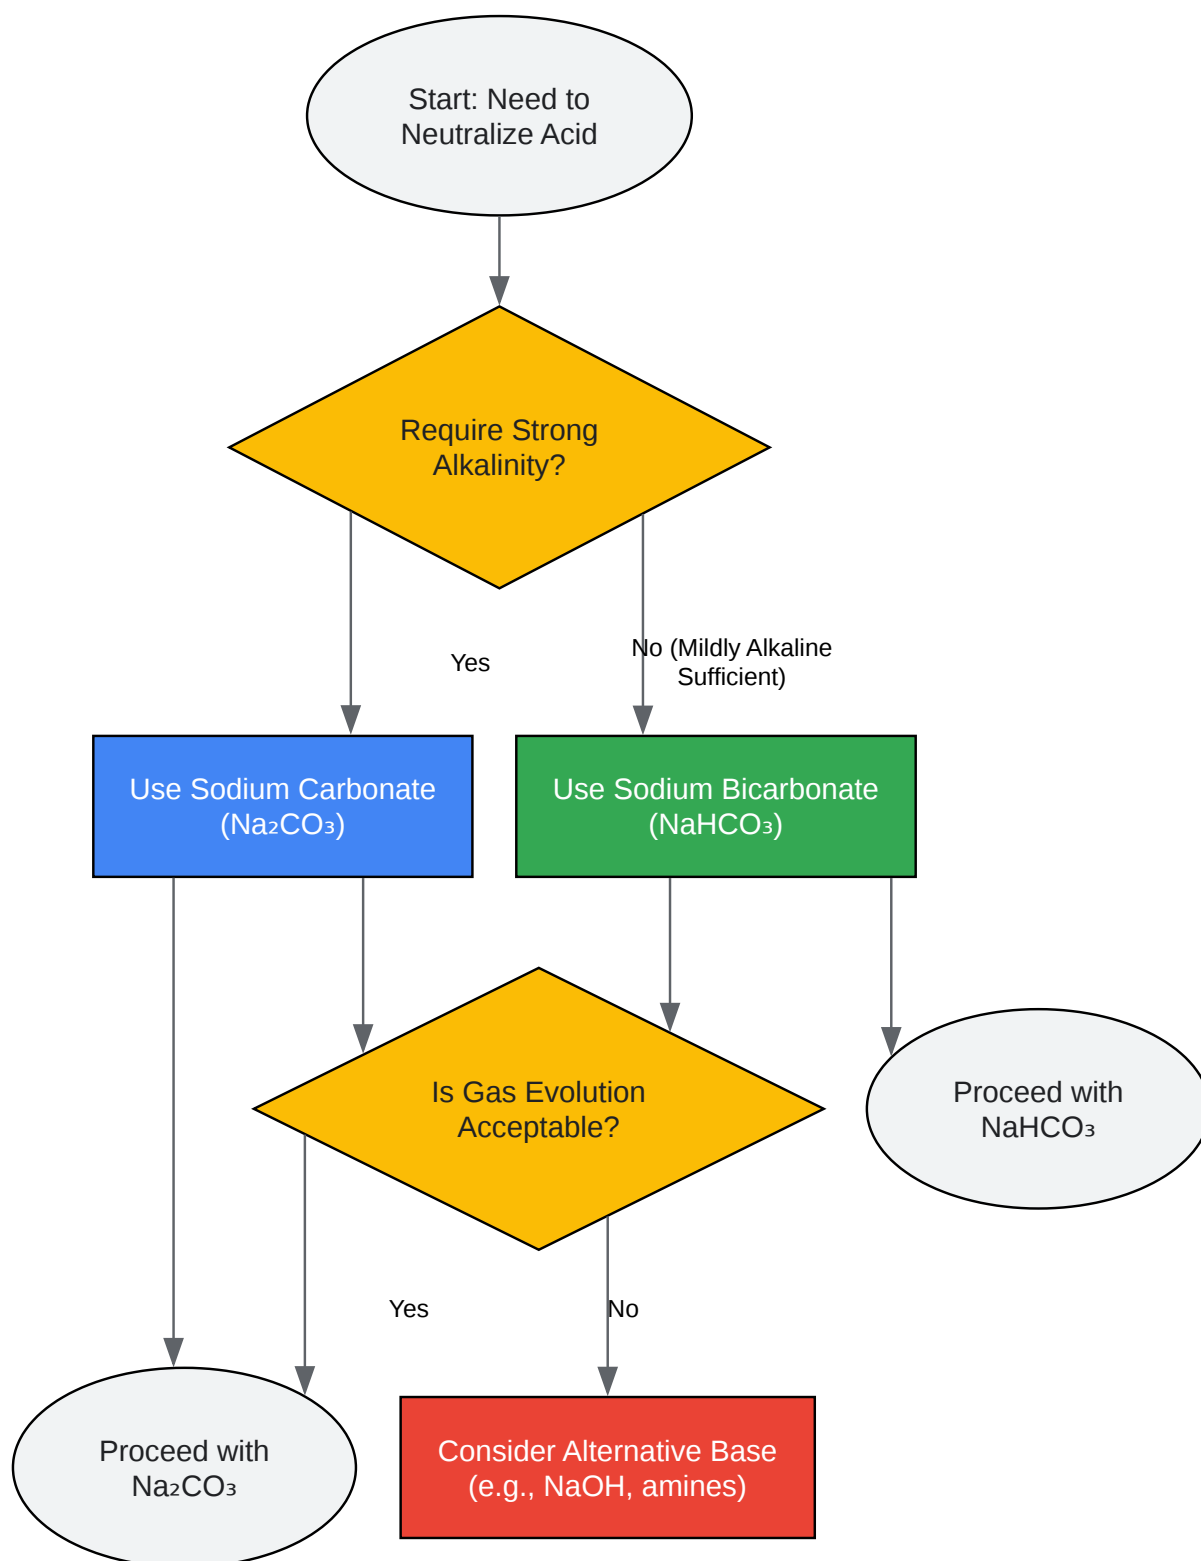 Start: Need to
Neutralize Acid
Require Strong
Alkalinity?
Yes
No (Mildly Alkaline
Sufficient)
Use Sodium Carbonate
(Na₂CO₃)
Use Sodium Bicarbonate
(NaHCO₃)
Is Gas Evolution
Acceptable?
Proceed with
NaHCO₃
Yes
No
Proceed with
Na₂CO₃
Consider Alternative Base
(e.g., NaOH, amines)